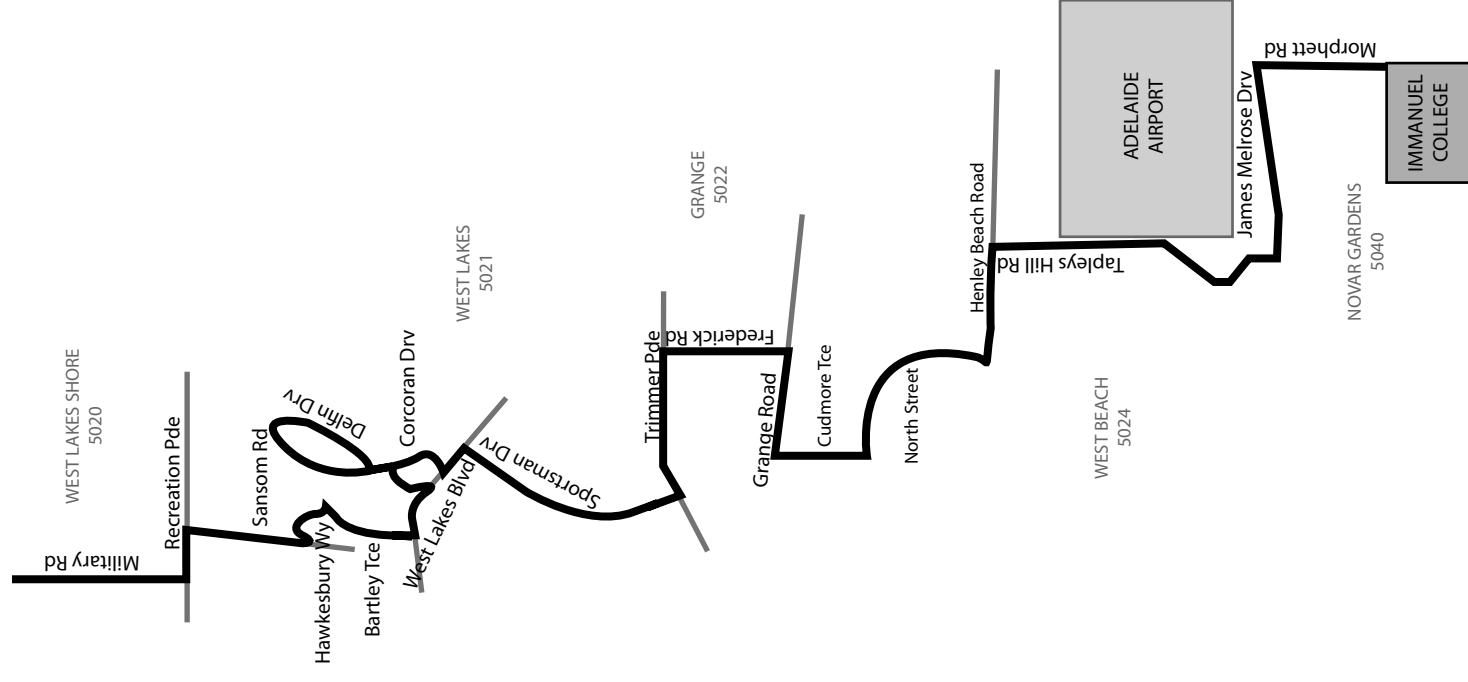 WEST LAKES SHORE
5020
Military Rd
Recreation Pde
Sansom Rd
Delfin Drv
Hawkesbury Wy
Bartley Tce
Corcoran Drv
West Lakes Blvd
WEST LAKES
5021
Sportsman Drv
Trimmer Pde
Frederick Rd
GRANGE
5022
Grange Road
Cudmore Tce
North Street
Henley Beach Road
Tapleys Hill Rd
WEST BEACH
5024
ADELAIDE
AIRPORT
James Melrose Drv
Morphett Rd
IMMANUEL
COLLEGE
NOVAR GARDENS
5040